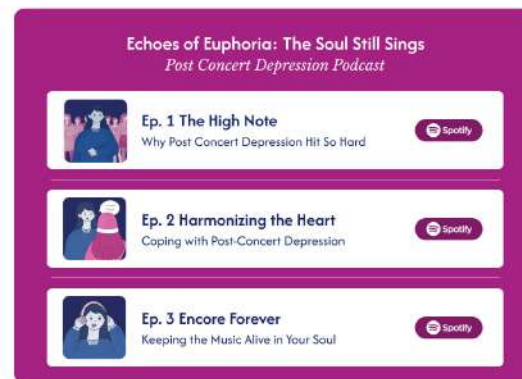 Echoes of Euphoria: The Soul Still Sings
Post Concert Depression Podcast
Ep. 1 The High Note
Why Post Concert Depression Hit So Hard
Spotify
Ep. 2 Harmonizing the Heart
Coping with Post-Concert Depression
Spotify
Ep. 3 Encore Forever
Keeping the Music Alive in Your Soul
Spotify